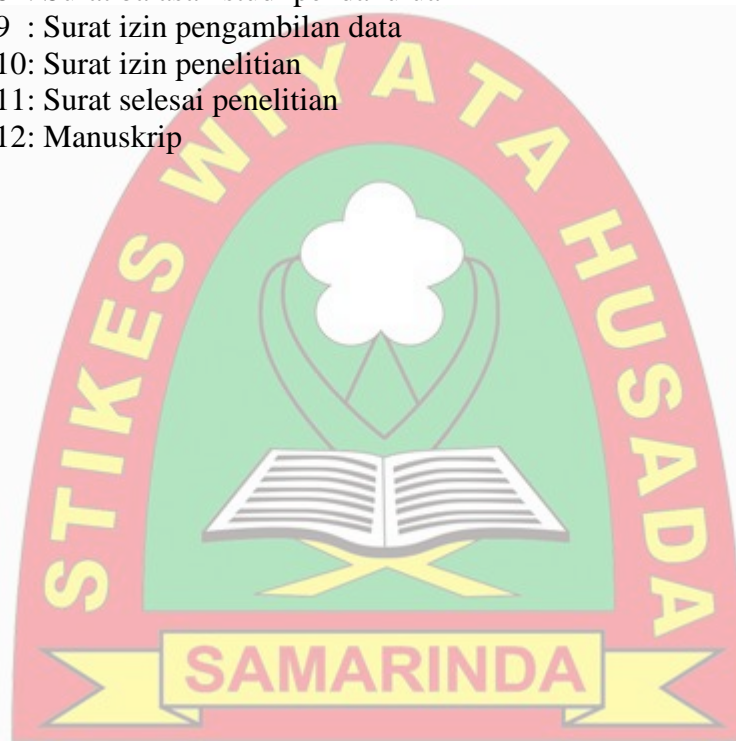 9 : Surat izin pengambilan data
10: Surat izin penelitian
11: Surat selesai penelitian
12: Manuskrip
STIKES WIYATA HUSADA
SAMARINDA